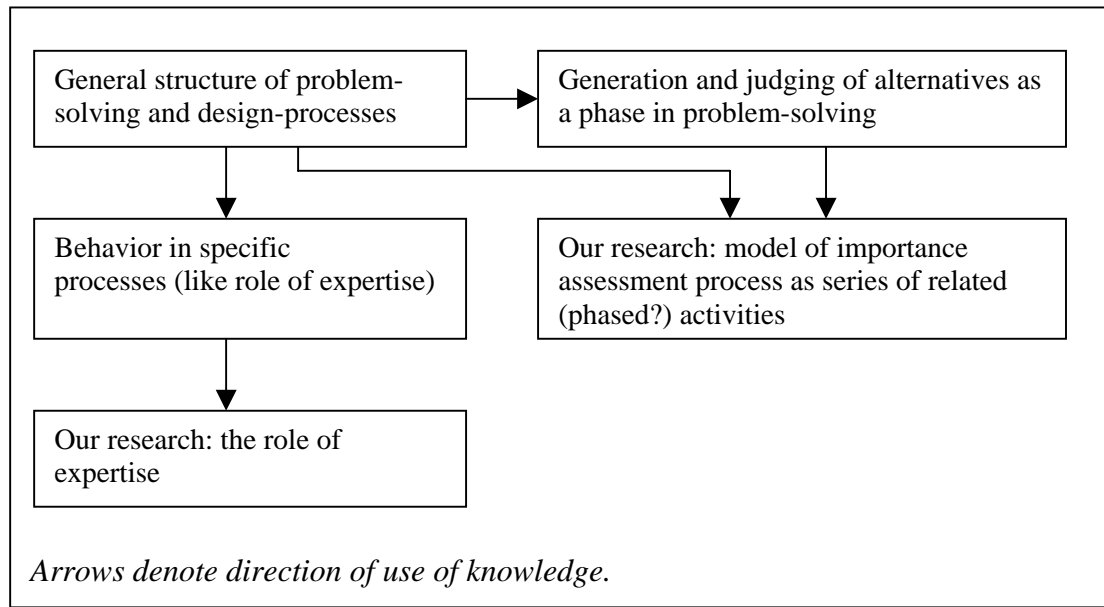 General structure of problem-
solving and design-processes
Generation and judging of alternatives as
a phase in problem-solving
Behavior in specific
processes (like role of expertise)
Our research: model of importance
assessment process as series of related
(phased?) activities
Our research: the role of
expertise
Arrows denote direction of use of knowledge.